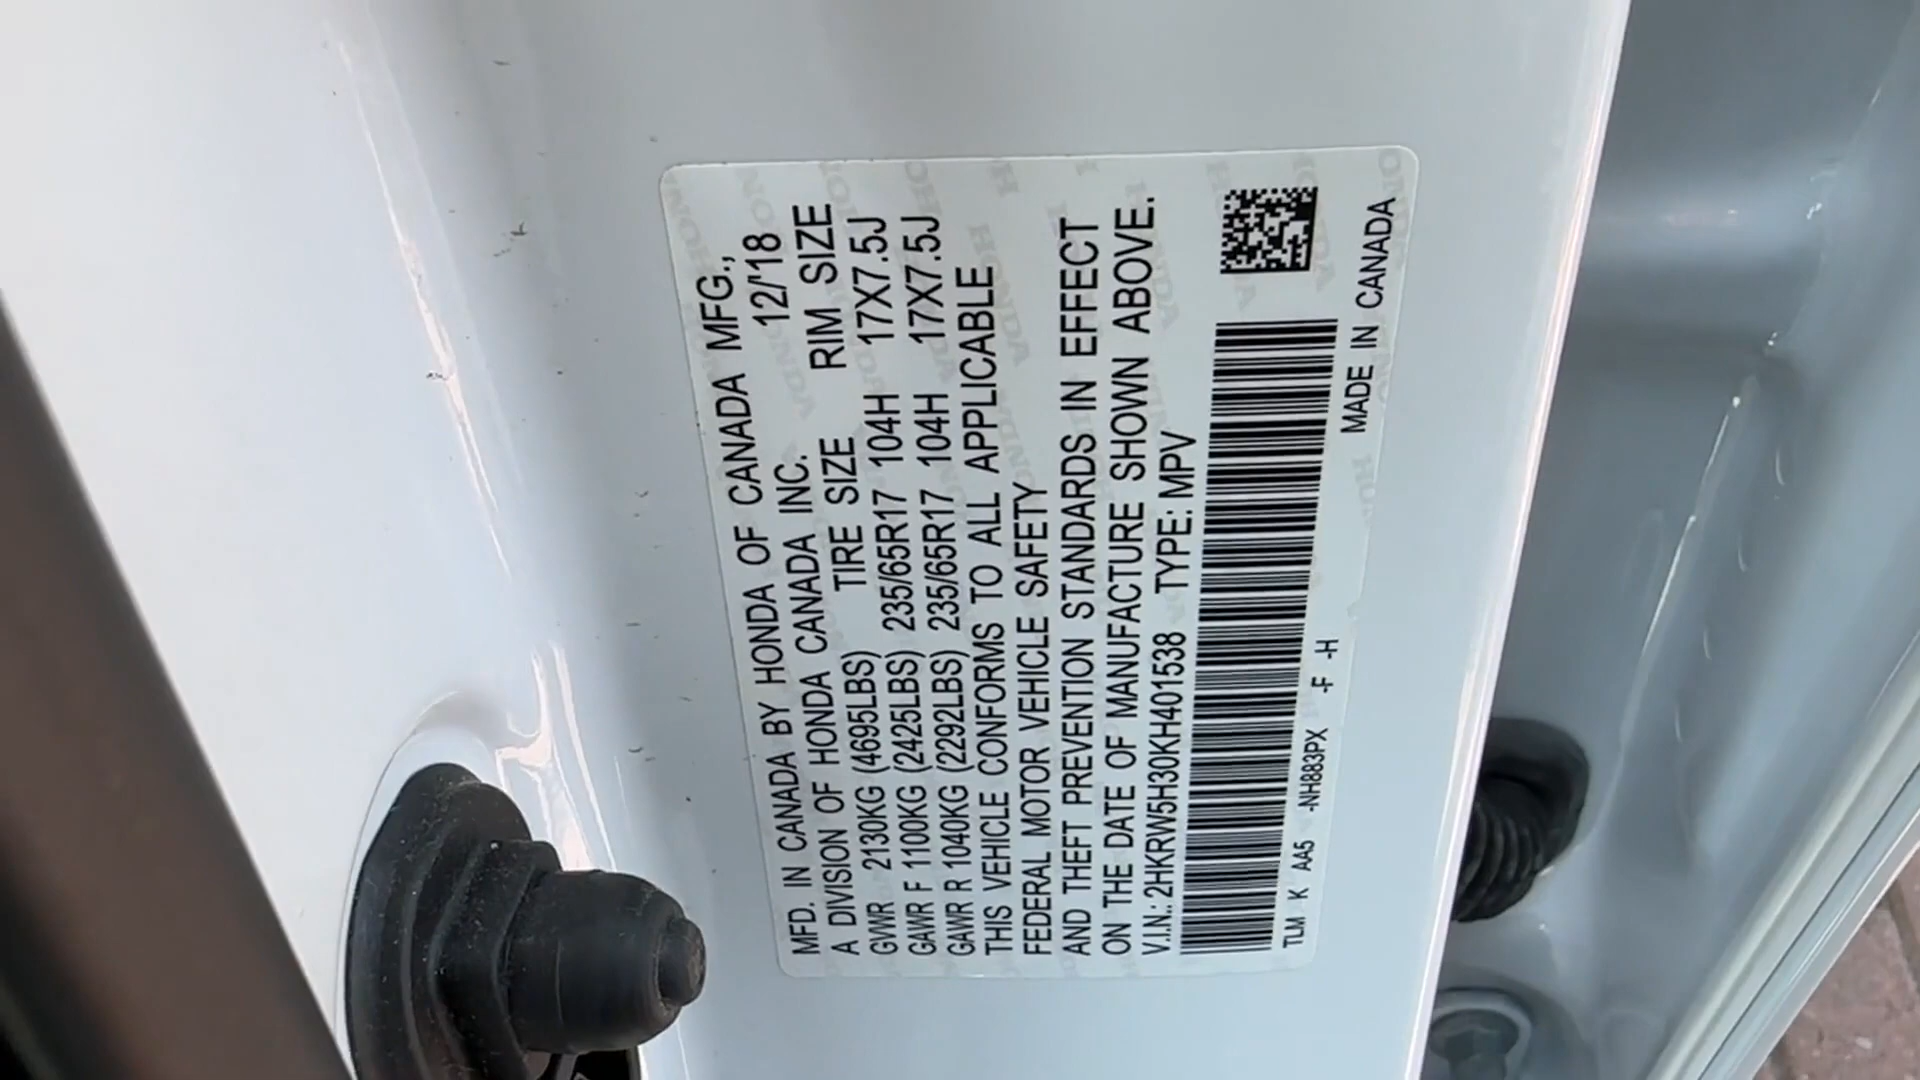 MFD. IN CANADA BY HONDA OF CANADA MFG.,
A DIVISION OF HONDA CANADA INC. 12/'18
TIRE SIZE RIM SIZE
GVWR 2130KG (4695LBS)
GAWR F 1100KG (2425LBS) 235/65R17 104H 17X7.5J
GAWR R 1040KG (2292LBS) 235/65R17 104H 17X7.5J
THIS VEHICLE CONFORMS TO ALL APPLICABLE
FEDERAL MOTOR VEHICLE SAFETY
AND THEFT PREVENTION STANDARDS IN EFFECT
ON THE DATE OF MANUFACTURE SHOWN ABOVE.
V.I.N.: 2HKRW5H30KH401538 TYPE: MPV
TLM K AA5 -NH883PX -F -H
MADE IN CANADA